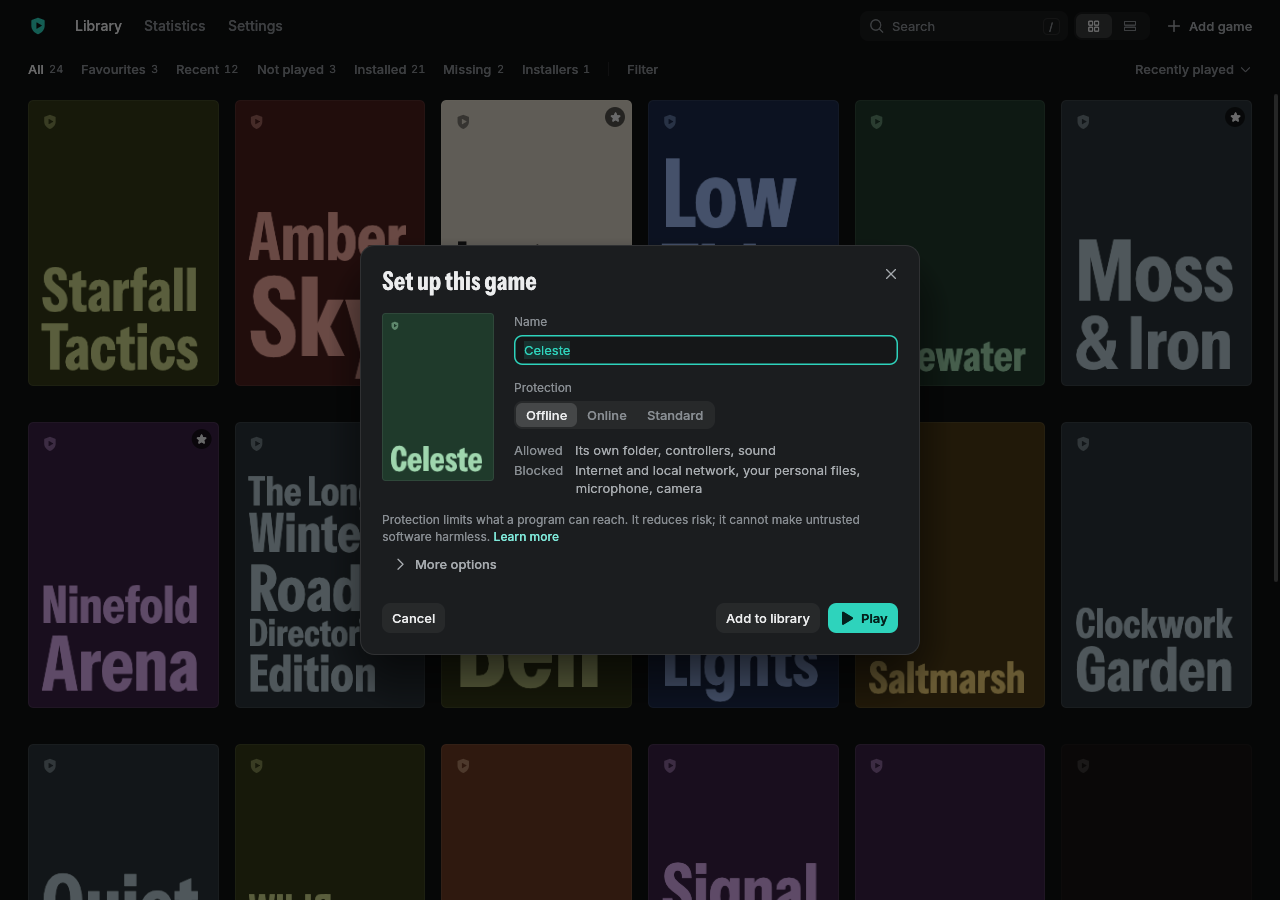 Library Statistics Settings Search / Add game
All 24 Favourites 3 Recent 12 Not played 3 Installed 21 Missing 2 Installers 1 Filter Recently played
Starfall
Tactics
Amber
Sky
Low
ewater
Moss
& Iron
Set up this game
Celeste
Name
Celeste
Protection
Offline Online Standard
Allowed Its own folder, controllers, sound
Blocked Internet and local network, your personal files,
microphone, camera
Protection limits what a program can reach. It reduces risk; it cannot make untrusted
software harmless. Learn more
More options
Cancel Add to library Play
Ninefold
Arena
The Lon
Winte
Road
Director
Edition
Bell
Lights
Saltmarsh
Clockwork
Garden
Quiet
Signal